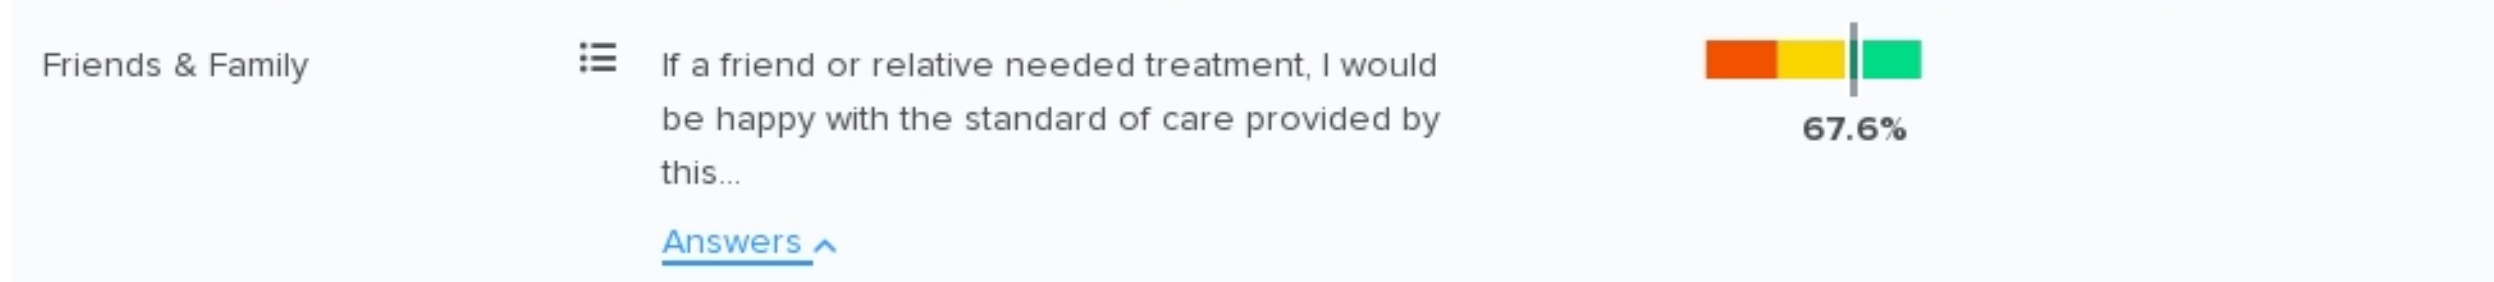 Friends & Family
If a friend or relative needed treatment, I would
be happy with the standard of care provided by
this...
67.6%
Answers